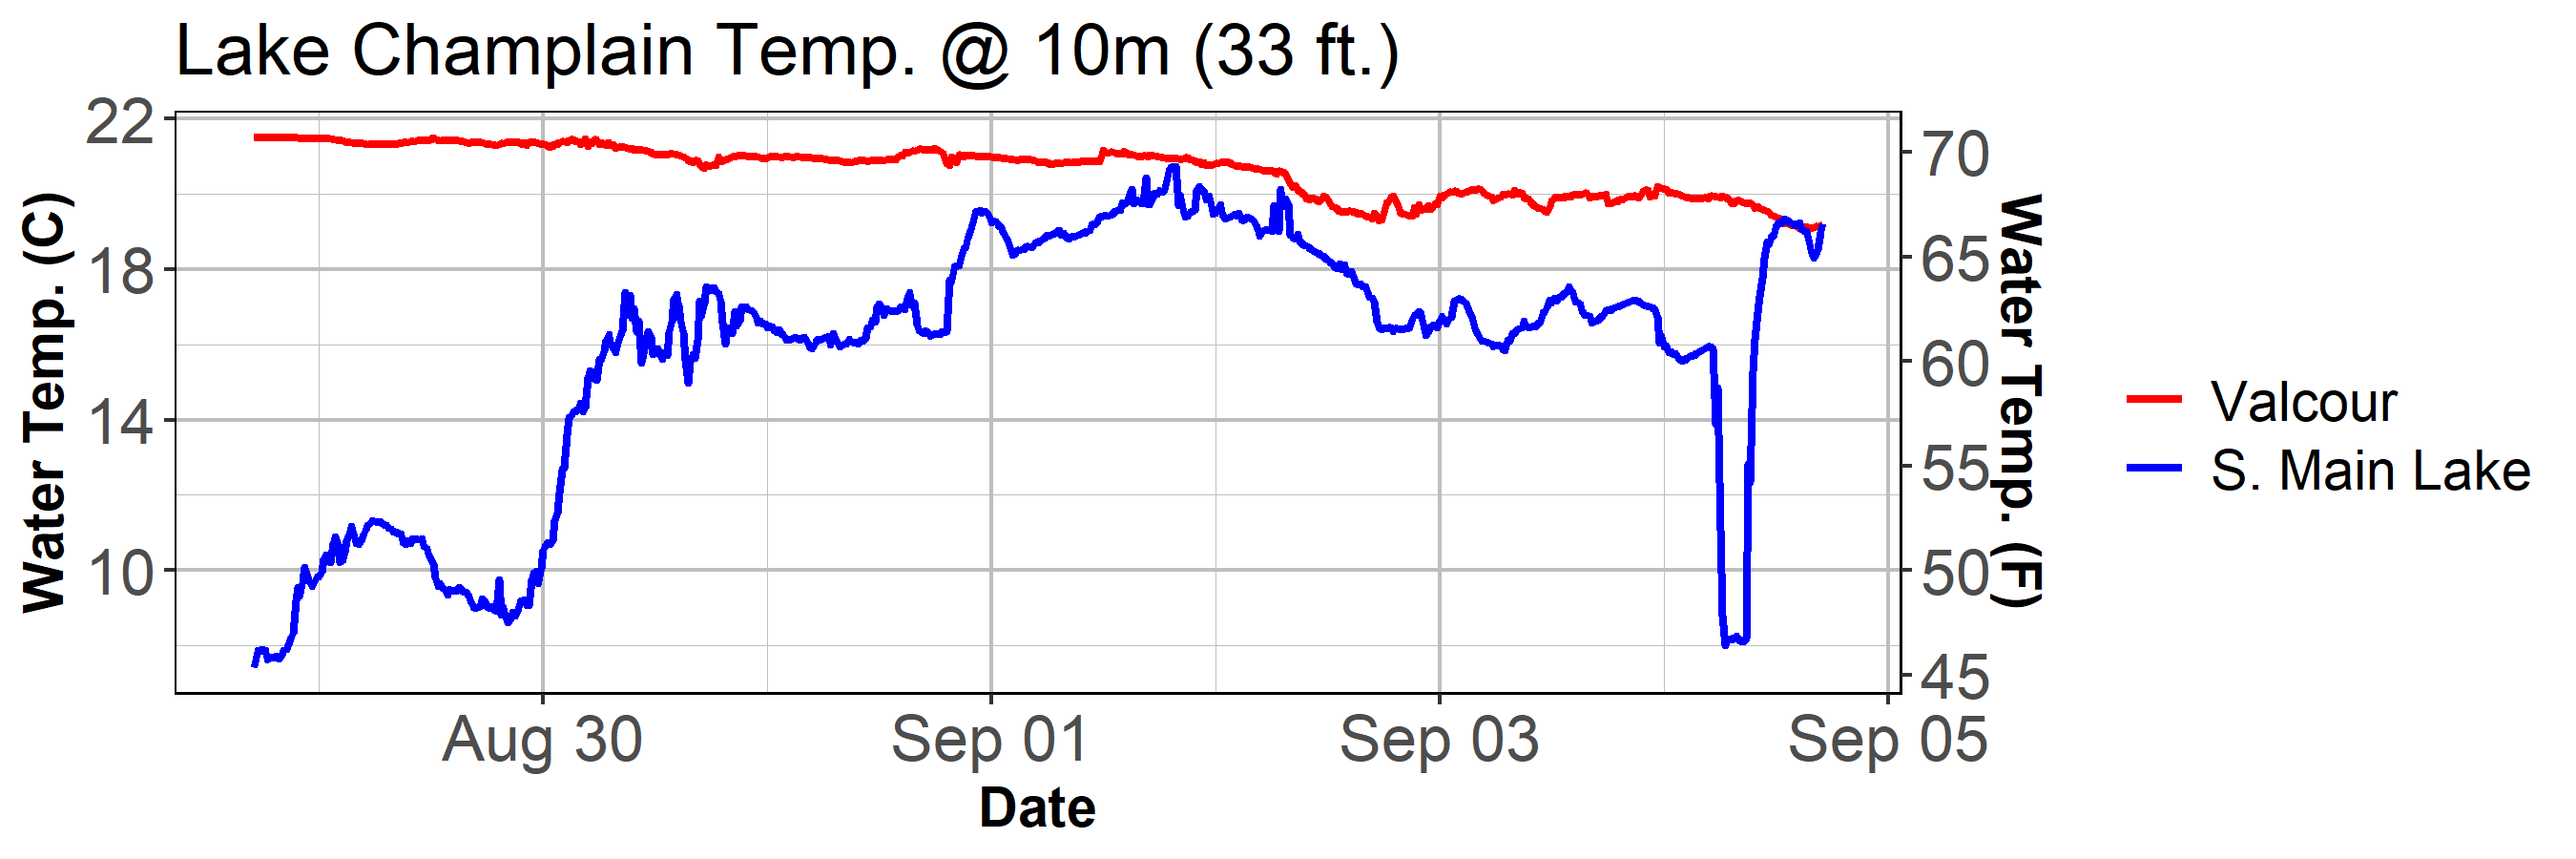 Lake Champlain Temp. @ 10m (33 ft.)
Water Temp. (C)
22
18
14
10
70
65
60
55
50
45
Water Temp. (F)
Aug 30
Sep 01
Sep 03
Sep 05
Date
Valcour
S. Main Lake